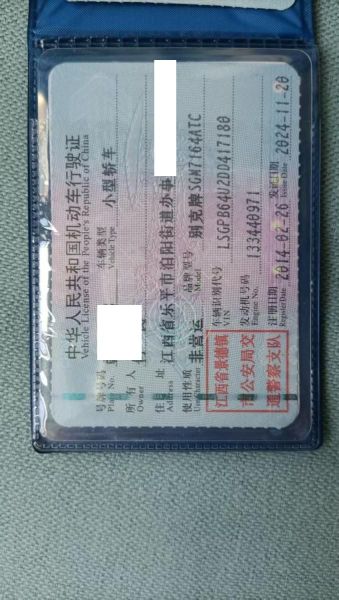 中华人民共和国机动车行驶证
Vehicle License of the People's Republic of China
号牌号码
Plate No.
车辆类型 小型轿车
Vehicle Type
所有人
Owner
住址 江西省乐平市洎阳街道办事
Address
使用性质 非营运
Use Character
品牌型号 别克牌SGM7164ATC
Model
江西省景德镇
市公安局交
通警察支队
车辆识别代号 LSGPB64U2DD417180
VIN
发动机号码 133440971
Engine No.
注册日期 2014-02-26
Register Date
发证日期 2024-11-20
Issue Date